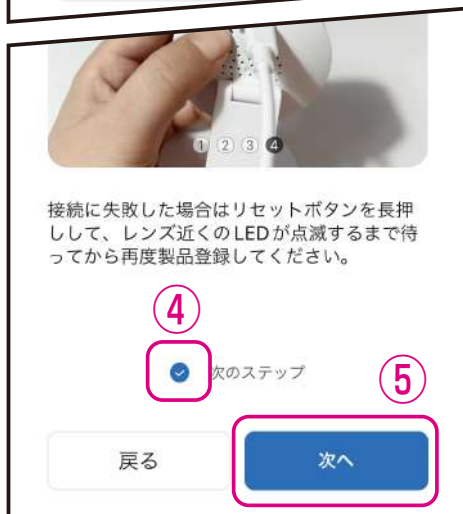 1 2 3 4
接続に失敗した場合はリセットボタンを長押
しして、レンズ近くのLEDが点滅するまで待
ってから再度製品登録してください。
④
次のステップ
⑤
戻る
次へ